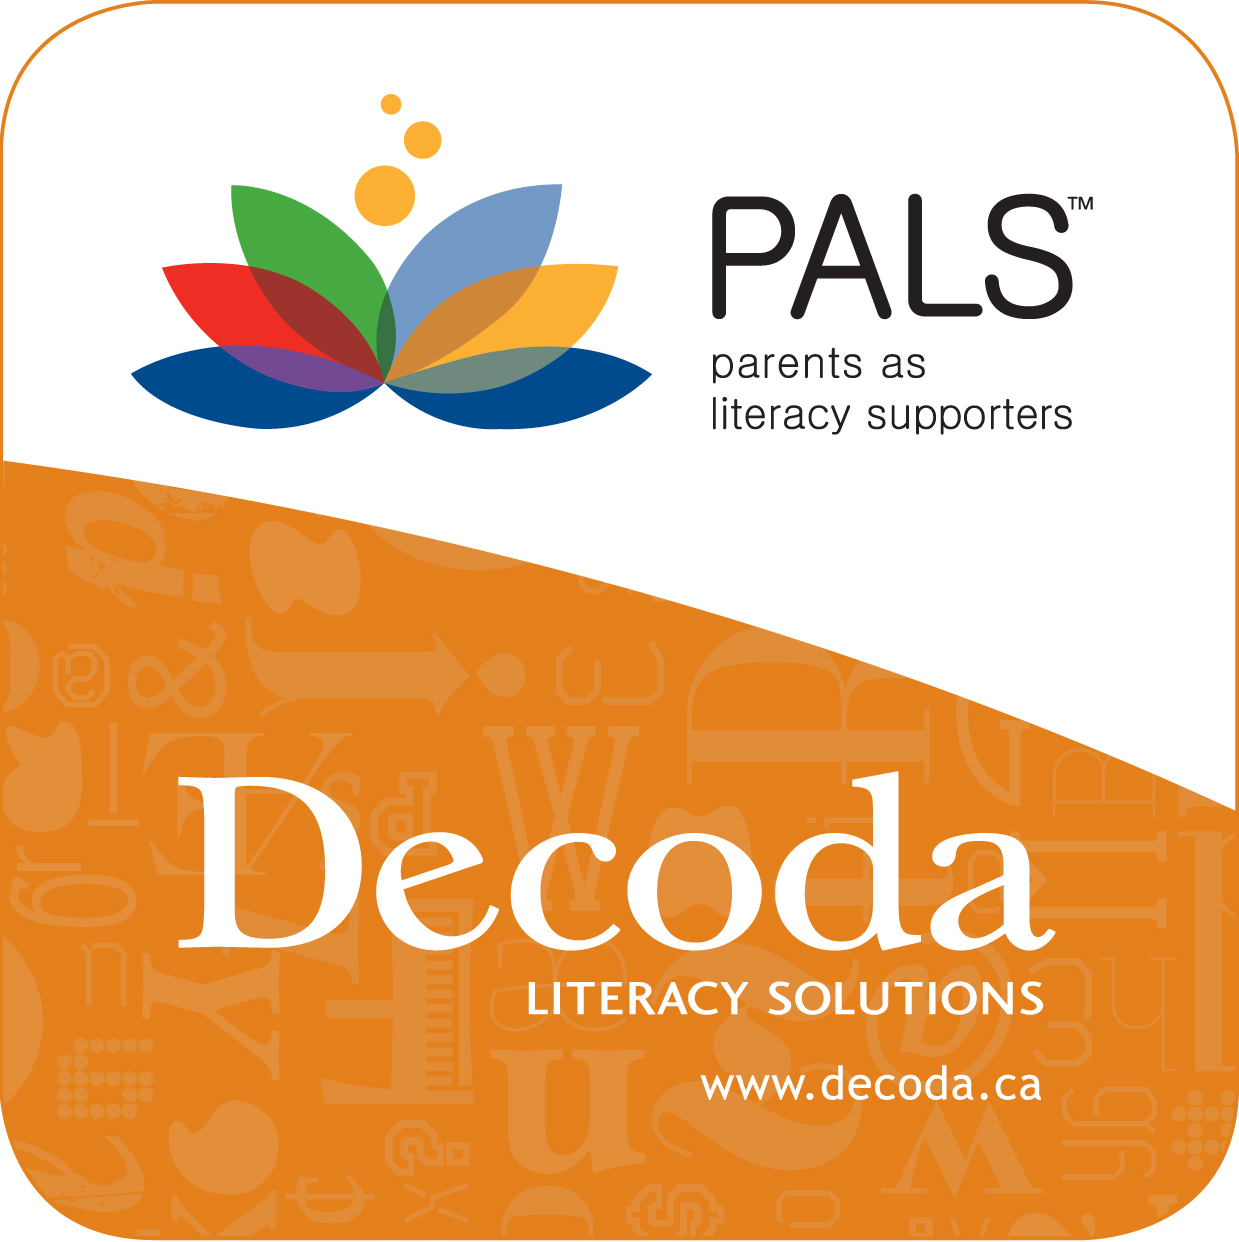 PALS™
parents as
literacy supporters
Decoda
LITERACY SOLUTIONS
www.decoda.ca